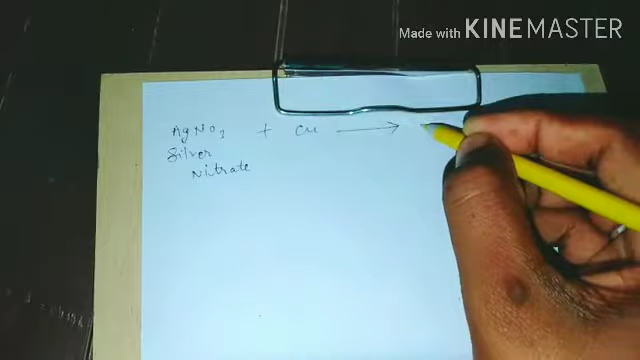 Made with KINEMASTER
AgNO3 + Cu →
Silver
Nitrate